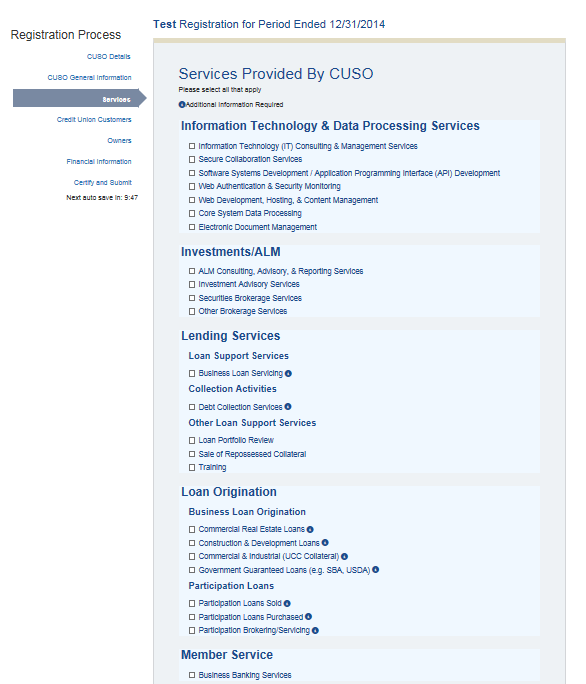 Test Registration for Period Ended 12/31/2014
Registration Process
CUSO Details
CUSO General Information
Services
Credit Union Customers
Owners
Financial Information
Certify and Submit
Next auto save in: 9:47
Services Provided By CUSO
Please select all that apply
Additional Information Required
Information Technology & Data Processing Services
Information Technology (IT) Consulting & Management Services
Secure Collaboration Services
Software Systems Development / Application Programming Interface (API) Development
Web Authentication & Security Monitoring
Web Development, Hosting, & Content Management
Core System Data Processing
Electronic Document Management
Investments/ALM
ALM Consulting, Advisory, & Reporting Services
Investment Advisory Services
Securities Brokerage Services
Other Brokerage Services
Lending Services
Loan Support Services
Business Loan Servicing
Collection Activities
Debt Collection Services
Other Loan Support Services
Loan Portfolio Review
Sale of Repossessed Collateral
Training
Loan Origination
Business Loan Origination
Commercial Real Estate Loans
Construction & Development Loans
Commercial & Industrial (UCC Collateral)
Government Guaranteed Loans (e.g. SBA, USDA)
Participation Loans
Participation Loans Sold
Participation Loans Purchased
Participation Brokering/Servicing
Member Service
Business Banking Services